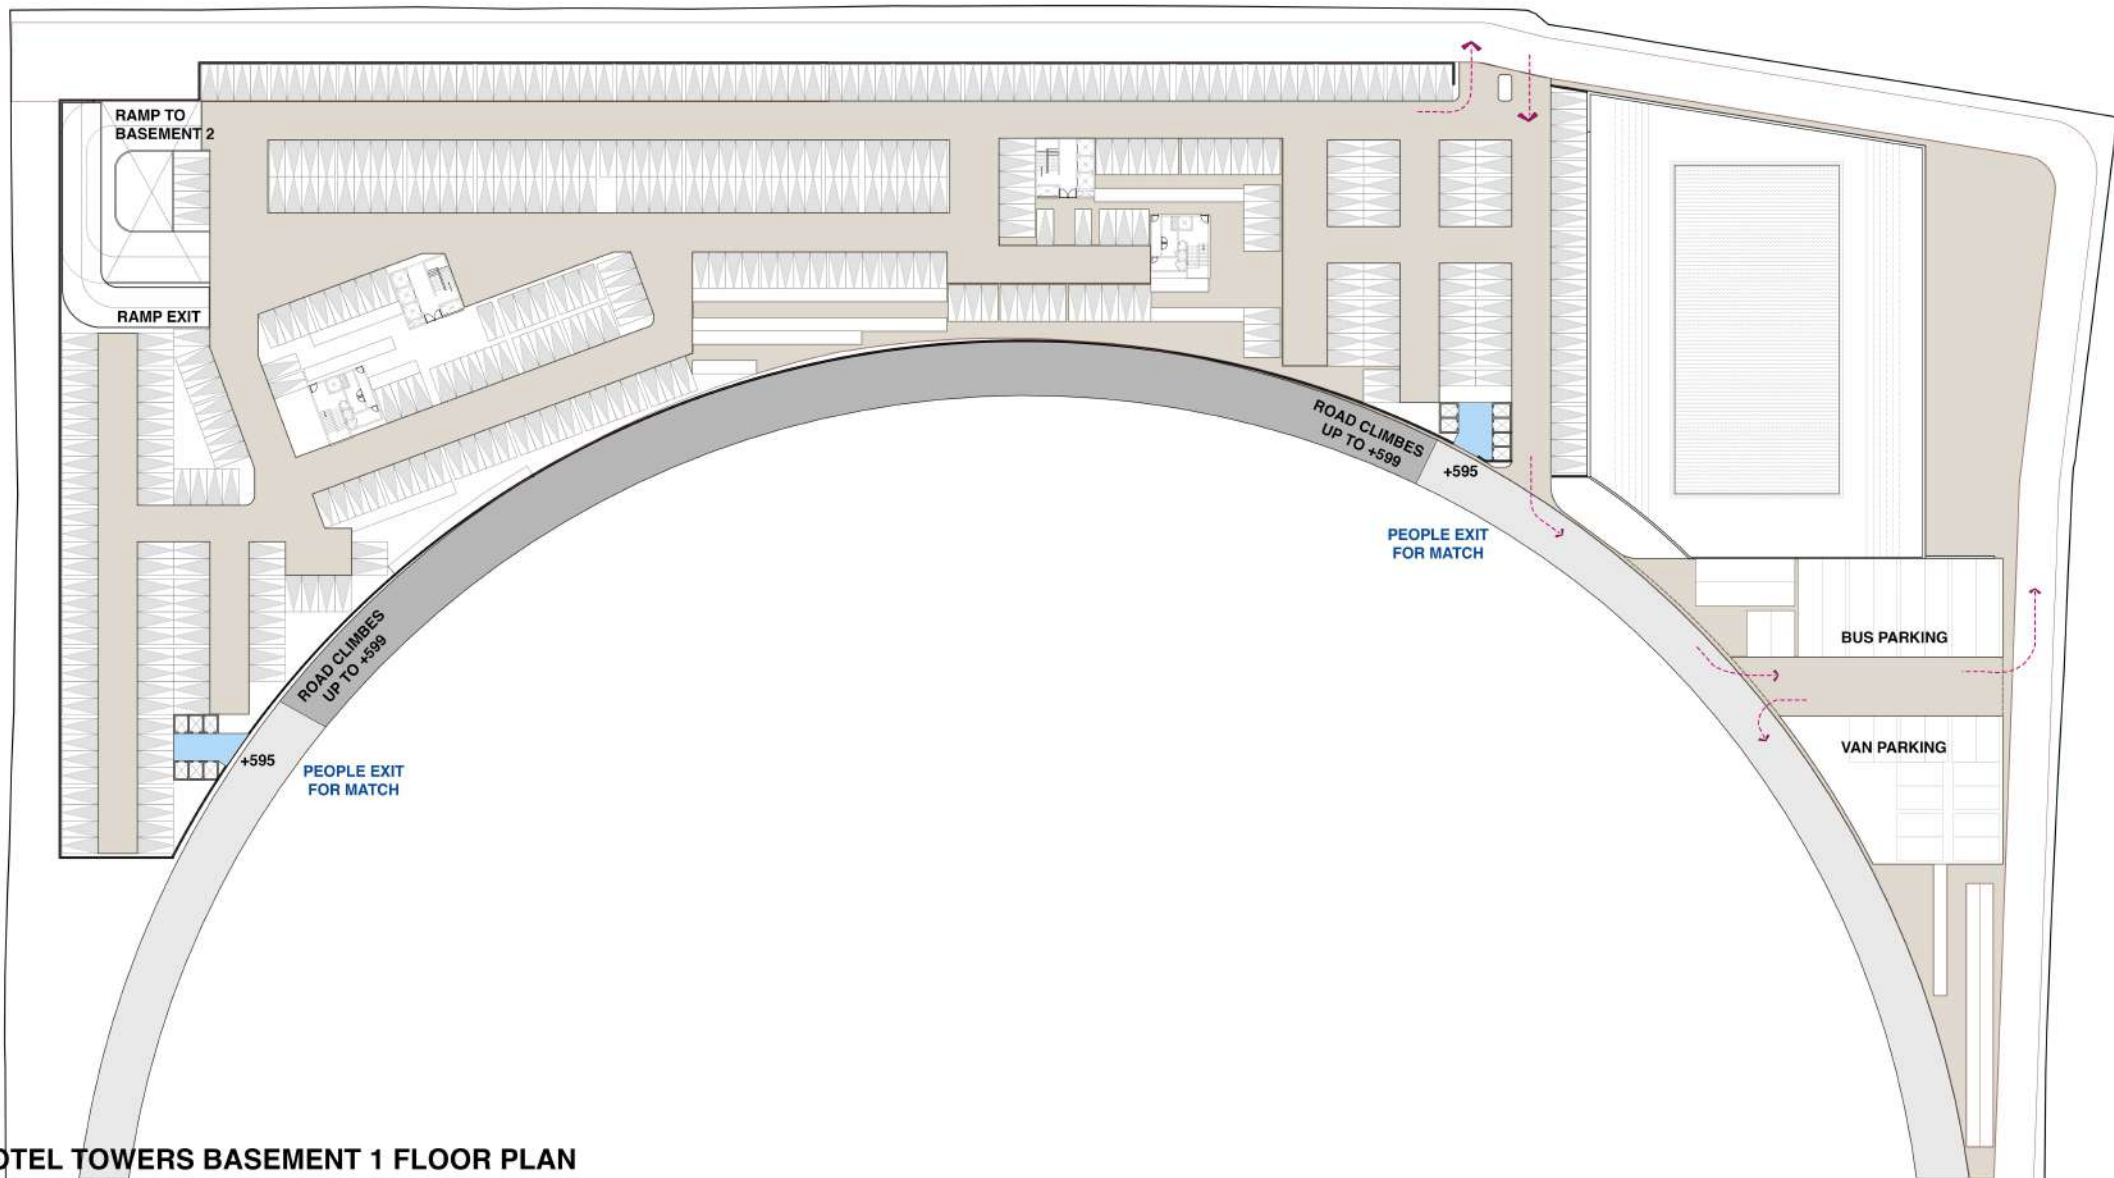 RAMP TO
BASEMENT 2
RAMP EXIT
ROAD CLIMBES
UP TO +599
+595
PEOPLE EXIT
FOR MATCH
ROAD CLIMBES
UP TO +599
+595
PEOPLE EXIT
FOR MATCH
BUS PARKING
VAN PARKING
OTEL TOWERS BASEMENT 1 FLOOR PLAN